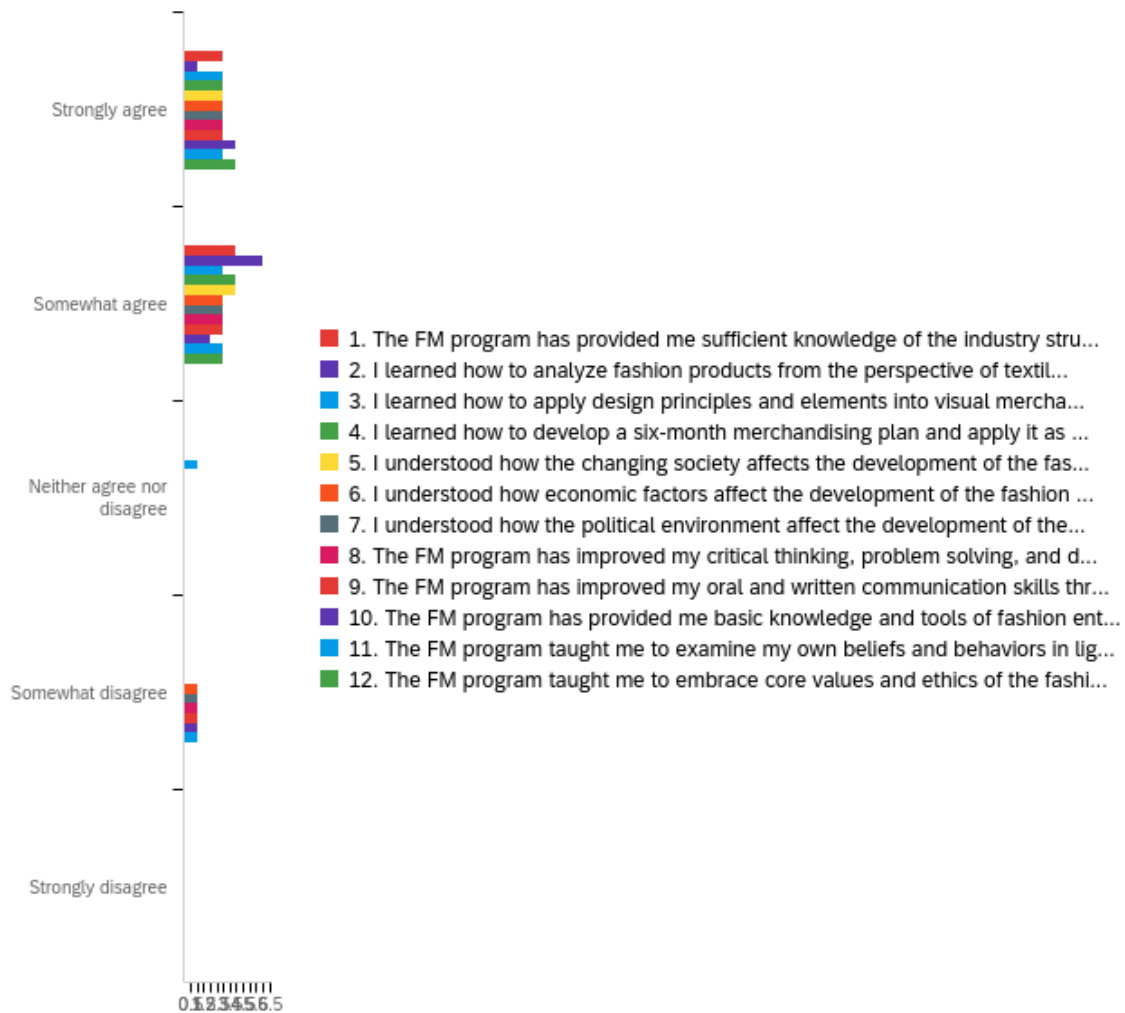 Strongly agree
Somewhat agree
Neither agree nor
disagree
Somewhat disagree
Strongly disagree
1. The FM program has provided me sufficient knowledge of the industry stru...
2. I learned how to analyze fashion products from the perspective of textil...
3. I learned how to apply design principles and elements into visual mercha...
4. I learned how to develop a six-month merchandising plan and apply it as ...
5. I understood how the changing society affects the development of the fas...
6. I understood how economic factors affect the development of the fashion ...
7. I understood how the political environment affect the development of the...
8. The FM program has improved my critical thinking, problem solving, and d...
9. The FM program has improved my oral and written communication skills thr...
10. The FM program has provided me basic knowledge and tools of fashion ent...
11. The FM program taught me to examine my own beliefs and behaviors in lig...
12. The FM program taught me to embrace core values and ethics of the fashi...